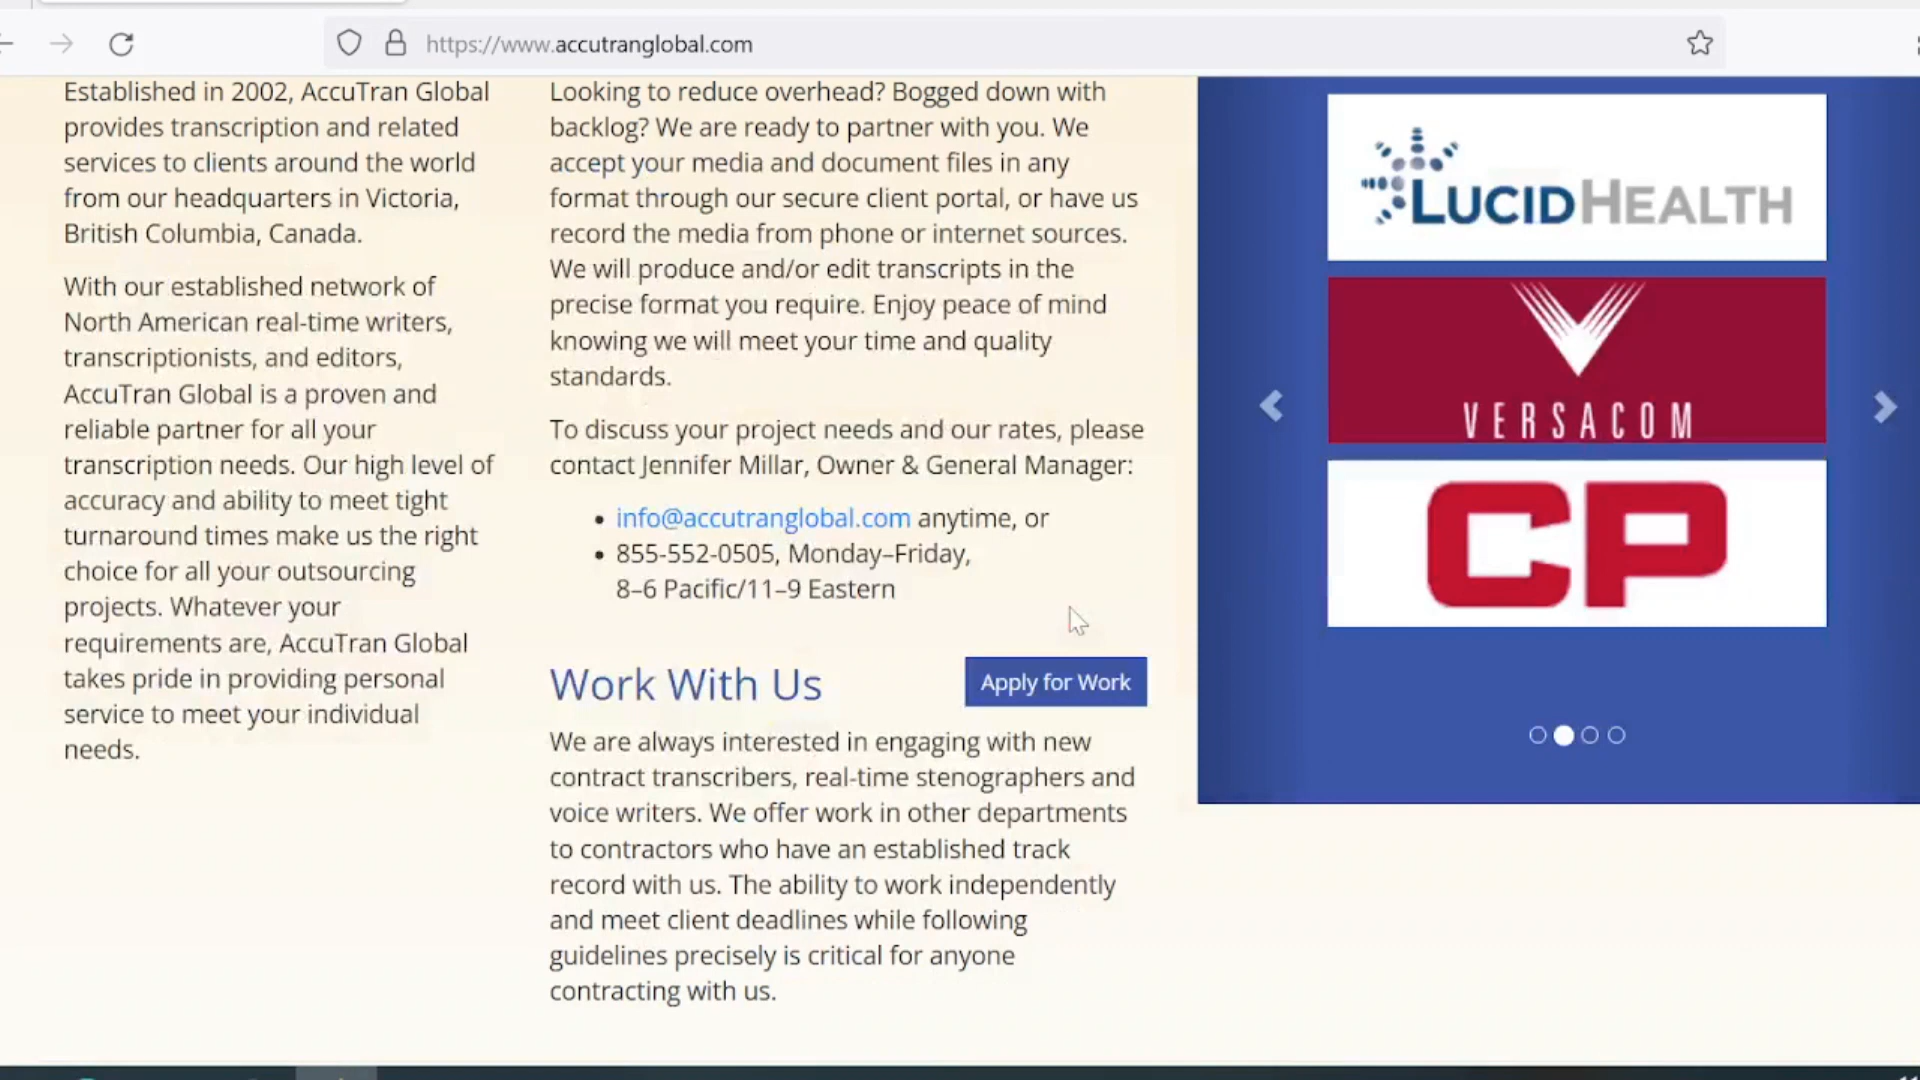 https://www.accutranglobal.com
Established in 2002, AccuTran Global
provides transcription and related
services to clients around the world
from our headquarters in Victoria,
British Columbia, Canada.
With our established network of
North American real-time writers,
transcriptionists, and editors,
AccuTran Global is a proven and
reliable partner for all your
transcription needs. Our high level of
accuracy and ability to meet tight
turnaround times make us the right
choice for all your outsourcing
projects. Whatever your
requirements are, AccuTran Global
takes pride in providing personal
service to meet your individual
needs.
Looking to reduce overhead? Bogged down with
backlog? We are ready to partner with you. We
accept your media and document files in any
format through our secure client portal, or have us
record the media from phone or internet sources.
We will produce and/or edit transcripts in the
precise format you require. Enjoy peace of mind
knowing we will meet your time and quality
standards.
To discuss your project needs and our rates, please
contact Jennifer Millar, Owner & General Manager:
• info@accutranglobal.com anytime, or
• 855-552-0505, Monday–Friday,
8–6 Pacific/11–9 Eastern
Work With Us
Apply for Work
We are always interested in engaging with new
contract transcribers, real-time stenographers and
voice writers. We offer work in other departments
to contractors who have an established track
record with us. The ability to work independently
and meet client deadlines while following
guidelines precisely is critical for anyone
contracting with us.
LUCIDHEALTH
VERSACOM
CP